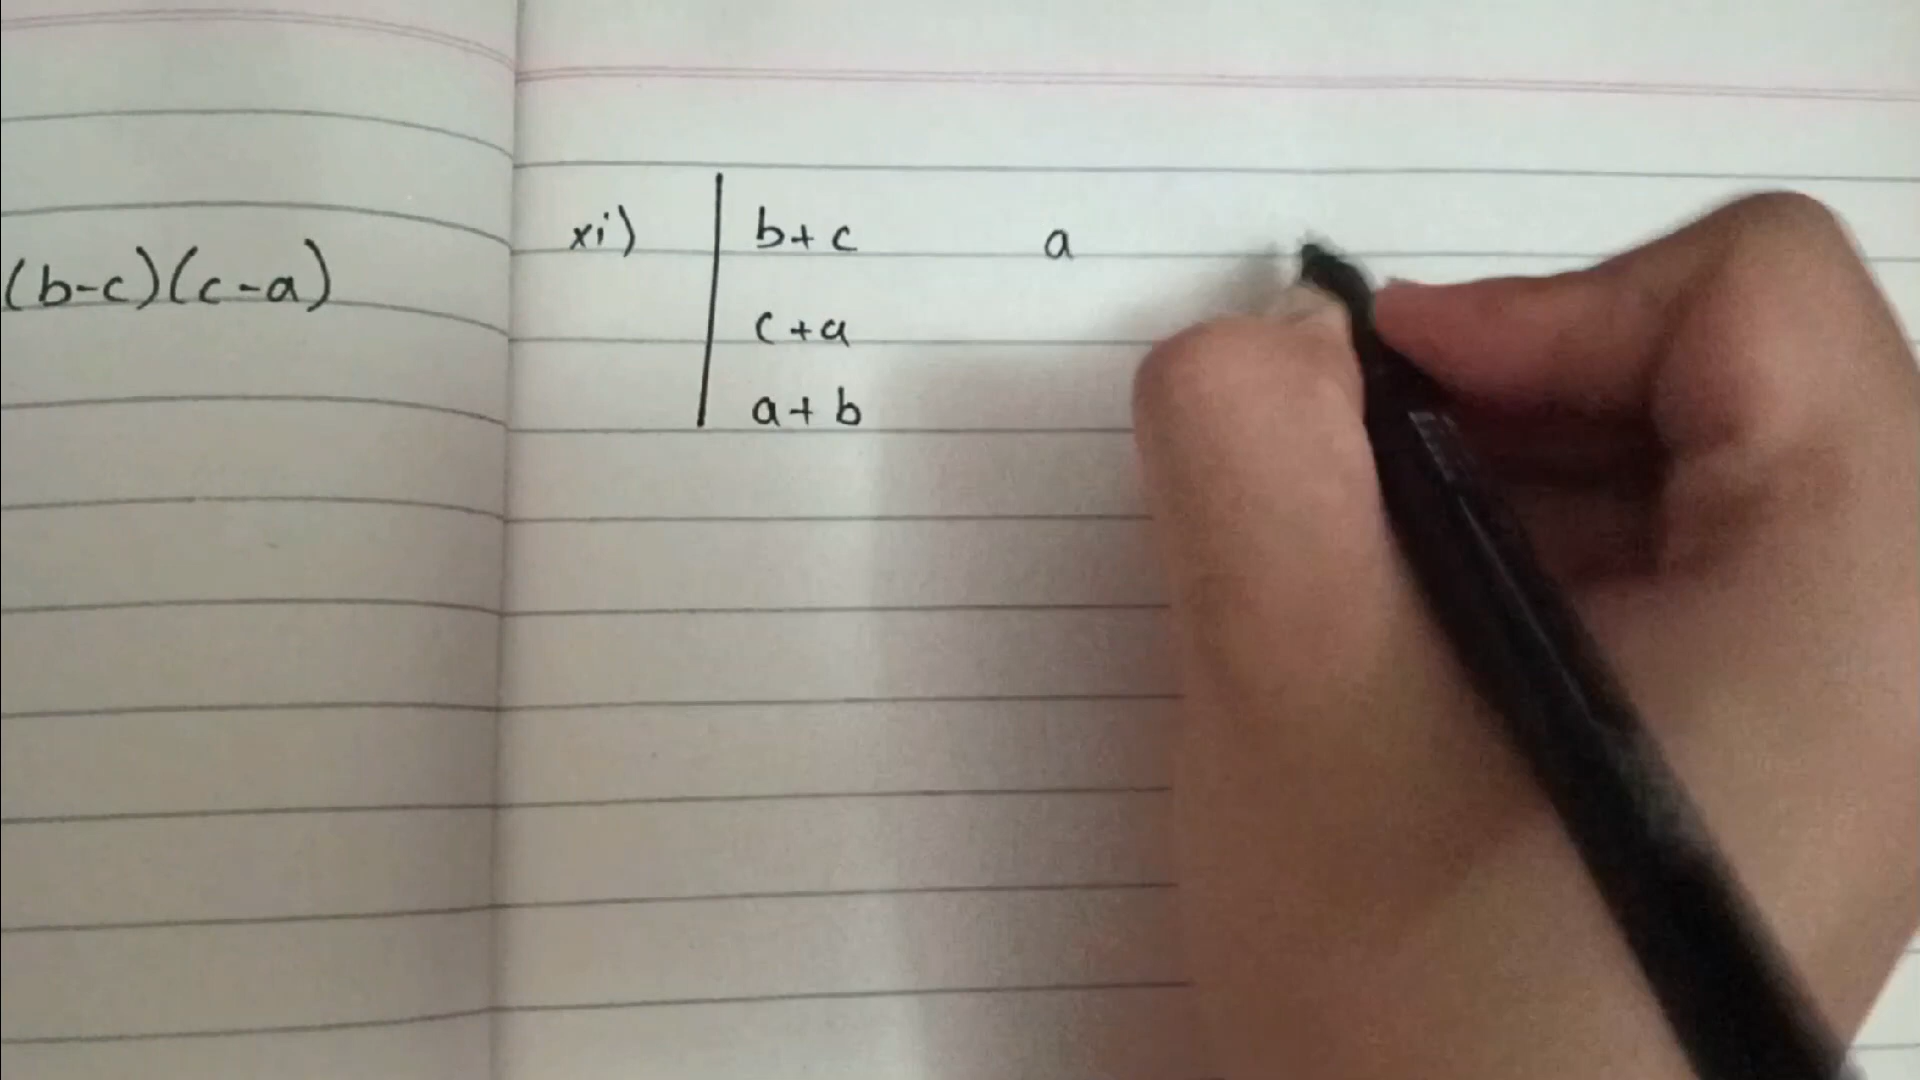 (b-c)(c-a)
xi) b+c a
c+a
a+b